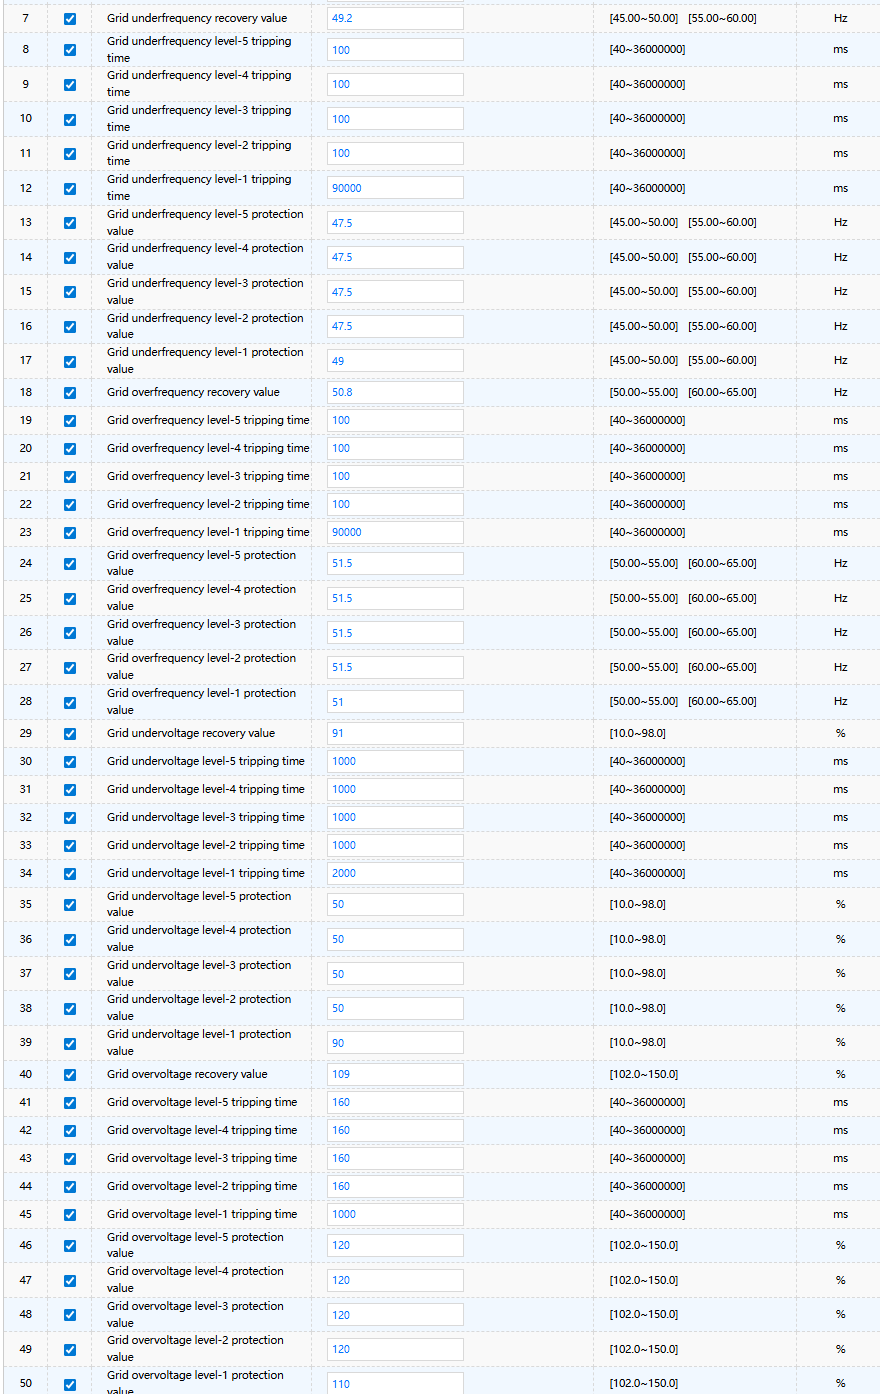 7 Grid underfrequency recovery value 49.2 [45.00~50.00] [55.00~60.00] Hz
8 Grid underfrequency level-5 tripping time 100 [40~36000000] ms
9 Grid underfrequency level-4 tripping time 100 [40~36000000] ms
10 Grid underfrequency level-3 tripping time 100 [40~36000000] ms
11 Grid underfrequency level-2 tripping time 100 [40~36000000] ms
12 Grid underfrequency level-1 tripping time 90000 [40~36000000] ms
13 Grid underfrequency level-5 protection value 47.5 [45.00~50.00] [55.00~60.00] Hz
14 Grid underfrequency level-4 protection value 47.5 [45.00~50.00] [55.00~60.00] Hz
15 Grid underfrequency level-3 protection value 47.5 [45.00~50.00] [55.00~60.00] Hz
16 Grid underfrequency level-2 protection value 47.5 [45.00~50.00] [55.00~60.00] Hz
17 Grid underfrequency level-1 protection value 49 [45.00~50.00] [55.00~60.00] Hz
18 Grid overfrequency recovery value 50.8 [50.00~55.00] [60.00~65.00] Hz
19 Grid overfrequency level-5 tripping time 100 [40~36000000] ms
20 Grid overfrequency level-4 tripping time 100 [40~36000000] ms
21 Grid overfrequency level-3 tripping time 100 [40~36000000] ms
22 Grid overfrequency level-2 tripping time 100 [40~36000000] ms
23 Grid overfrequency level-1 tripping time 90000 [40~36000000] ms
24 Grid overfrequency level-5 protection value 51.5 [50.00~55.00] [60.00~65.00] Hz
25 Grid overfrequency level-4 protection value 51.5 [50.00~55.00] [60.00~65.00] Hz
26 Grid overfrequency level-3 protection value 51.5 [50.00~55.00] [60.00~65.00] Hz
27 Grid overfrequency level-2 protection value 51.5 [50.00~55.00] [60.00~65.00] Hz
28 Grid overfrequency level-1 protection value 51 [50.00~55.00] [60.00~65.00] Hz
29 Grid undervoltage recovery value 91 [10.0~98.0] %
30 Grid undervoltage level-5 tripping time 1000 [40~36000000] ms
31 Grid undervoltage level-4 tripping time 1000 [40~36000000] ms
32 Grid undervoltage level-3 tripping time 1000 [40~36000000] ms
33 Grid undervoltage level-2 tripping time 1000 [40~36000000] ms
34 Grid undervoltage level-1 tripping time 2000 [40~36000000] ms
35 Grid undervoltage level-5 protection value 50 [10.0~98.0] %
36 Grid undervoltage level-4 protection value 50 [10.0~98.0] %
37 Grid undervoltage level-3 protection value 50 [10.0~98.0] %
38 Grid undervoltage level-2 protection value 50 [10.0~98.0] %
39 Grid undervoltage level-1 protection value 90 [10.0~98.0] %
40 Grid overvoltage recovery value 109 [102.0~150.0] %
41 Grid overvoltage level-5 tripping time 160 [40~36000000] ms
42 Grid overvoltage level-4 tripping time 160 [40~36000000] ms
43 Grid overvoltage level-3 tripping time 160 [40~36000000] ms
44 Grid overvoltage level-2 tripping time 160 [40~36000000] ms
45 Grid overvoltage level-1 tripping time 1000 [40~36000000] ms
46 Grid overvoltage level-5 protection value 120 [102.0~150.0] %
47 Grid overvoltage level-4 protection value 120 [102.0~150.0] %
48 Grid overvoltage level-3 protection value 120 [102.0~150.0] %
49 Grid overvoltage level-2 protection value 120 [102.0~150.0] %
50 Grid overvoltage level-1 protection value 110 [102.0~150.0] %